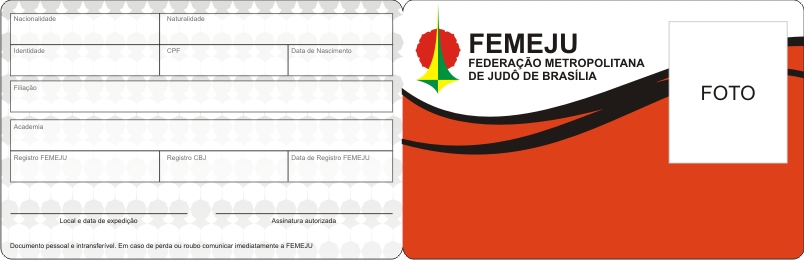 Nacionalidade
Naturalidade
Identidade
CPF
Data de Nascimento
Filiação
Academia
Registro FEMEJU
Registro CBJ
Data de Registro FEMEJU
Local e data de expedição
Assinatura autorizada
Documento pessoal e intransferível. Em caso de perda ou roubo comunicar imediatamente a FEMEJU
FEMEJU
FEDERAÇÃO METROPOLITANA
DE JUDÔ DE BRASÍLIA
FOTO